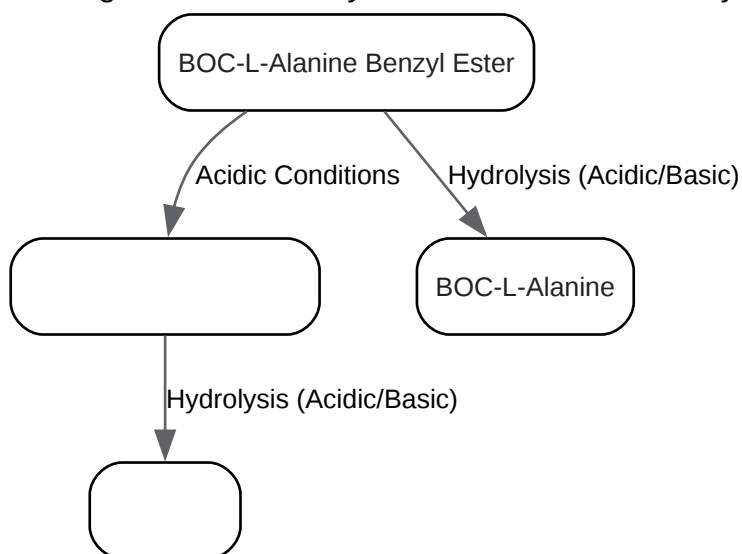 BOC-L-Alanine Benzyl Ester
Acidic Conditions
Hydrolysis (Acidic/Basic)
BOC-L-Alanine
Hydrolysis (Acidic/Basic)